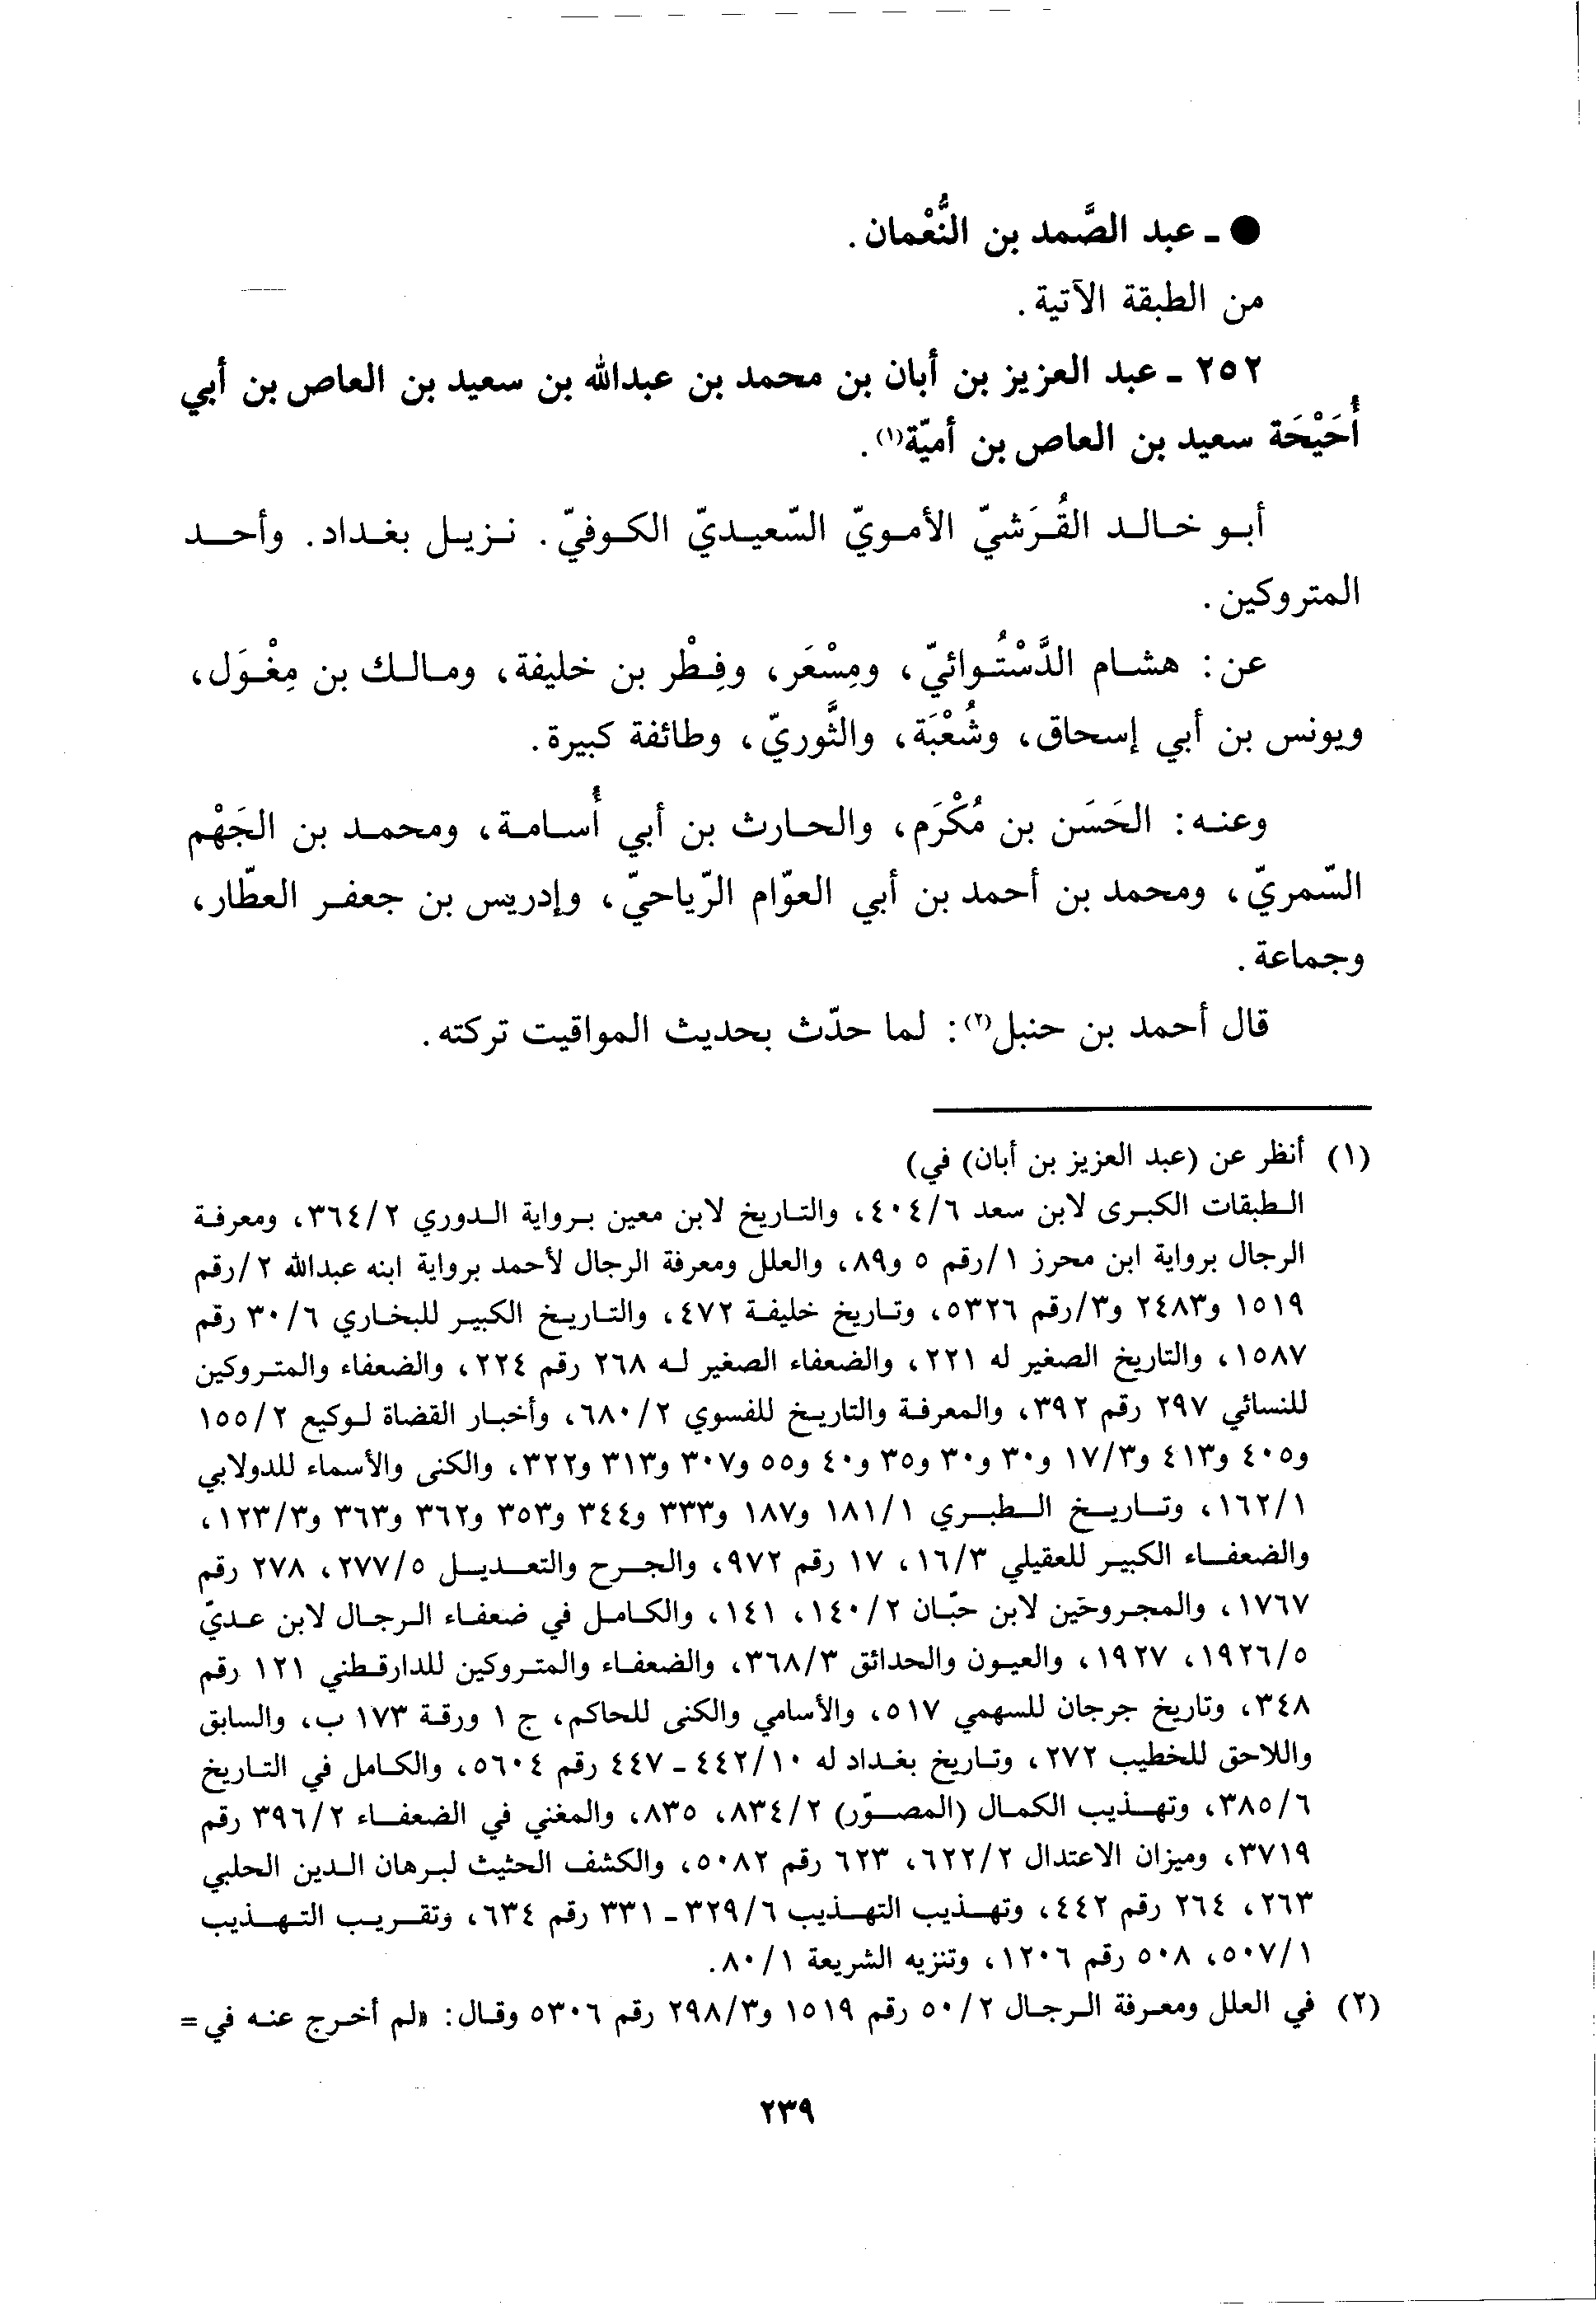 ● ـ عبد الصَّمد بن النُّعْمان.
من الطبقة الآتية.
٢٥٢ ـ عبد العزيز بن أبان بن محمد بن عبدالله بن سعيد بن العاص بن أبي
أُحَيْحَة سعيد بن العاص بن أميّة(١).
أبو خالد القُرَشيّ الأمويّ السّعيديّ الكوفيّ. نزيل بغداد. وأحد
المتروكين.
عن: هشام الدَّسْتُوائيّ، ومِسْعَر، وفِطْر بن خليفة، ومالك بن مِغْوَل،
ويونس بن أبي إسحاق، وشُعْبَة، والثَّوريّ، وطائفة كبيرة.
وعنه: الحَسَن بن مُكْرَم، والحارث بن أبي أُسامة، ومحمد بن الجَهْم
السّمريّ، ومحمد بن أحمد بن أبي العوّام الرّياحيّ، وإدريس بن جعفر العطّار،
وجماعة.
قال أحمد بن حنبل(٢): لما حدّث بحديث المواقيت تركته.
(١) أنظر عن (عبد العزيز بن أبان) في)
الطبقات الكبرى لابن سعد ٤٠٤/٦، والتاريخ لابن معين برواية الدوري ٣٦٤/٢، ومعرفة
الرجال برواية ابن محرز ١/رقم ٥ و٨٩، والعلل ومعرفة الرجال لأحمد برواية ابنه عبدالله ٢/رقم
١٥١٩ و٢٤٨٣ و٣/رقم ٥٣٢٦، وتاريخ خليفة ٤٧٢، والتاريخ الكبير للبخاري ٣٠/٦ رقم
١٥٨٧، والتاريخ الصغير له ٢٢١، والضعفاء الصغير له ٢٦٨ رقم ٢٢٤، والضعفاء والمتروكين
للنسائي ٢٩٧ رقم ٣٩٢، والمعرفة والتاريخ للفسوي ٦٨٠/٢، وأخبار القضاة لوكيع ١٥٥/٢
و٤٠٥ و٤١٣ و١٧/٣ و٣٠ و٣٠ و٣٥ و٤٠ و٥٥ و٣٠٧ و٣١٣ و٣٢٢، والكنى والأسماء للدولابي
١٦٢/١، وتاريخ الطبري ١٨١/١ و١٨٧ و٣٣٣ و٣٤٤ و٣٥٣ و٣٦٢ و٣٦٣ و١٢٣/٣،
والضعفاء الكبير للعقيلي ١٦/٣، ١٧ رقم ٩٧٢، والجرح والتعديل ٢٧٧/٥، ٢٧٨ رقم
١٧٦٧، والمجروحين لابن حبّان ١٤٠/٢، ١٤١، والكامل في ضعفاء الرجال لابن عديّ
١٩٢٦/٥، ١٩٢٧، والعيون والحدائق ٣٦٨/٣، والضعفاء والمتروكين للدارقطني ١٢١ رقم
٣٤٨، وتاريخ جرجان للسهمي ٥١٧، والأسامي والكنى للحاكم، ج ١ ورقة ١٧٣ ب، والسابق
واللاحق للخطيب ٢٧٢، وتاريخ بغداد له ٤٤٢/١٠ ـ ٤٤٧ رقم ٥٦٠٤، والكامل في التاريخ
٣٨٥/٦، وتهذيب الكمال (المصوّر) ٨٣٤/٢، ٨٣٥، والمغني في الضعفاء ٣٩٦/٢ رقم
٣٧١٩، وميزان الاعتدال ٦٢٢/٢، ٦٢٣ رقم ٥٠٨٢، والكشف الحثيث لبرهان الدين الحلبي
٢٦٣، ٢٦٤ رقم ٤٤٢، وتهذيب التهذيب ٣٢٩/٦ ـ ٣٣١ رقم ٦٣٤، وتقريب التهذيب
٥٠٧/١، ٥٠٨ رقم ١٢٠٦، وتنزيه الشريعة ٨٠/١.
(٢) في العلل ومعرفة الرجال ٥٠/٢ رقم ١٥١٩ و٢٩٨/٣ رقم ٥٣٠٦ وقال: «لم أخرج عنه في =
٢٣٩